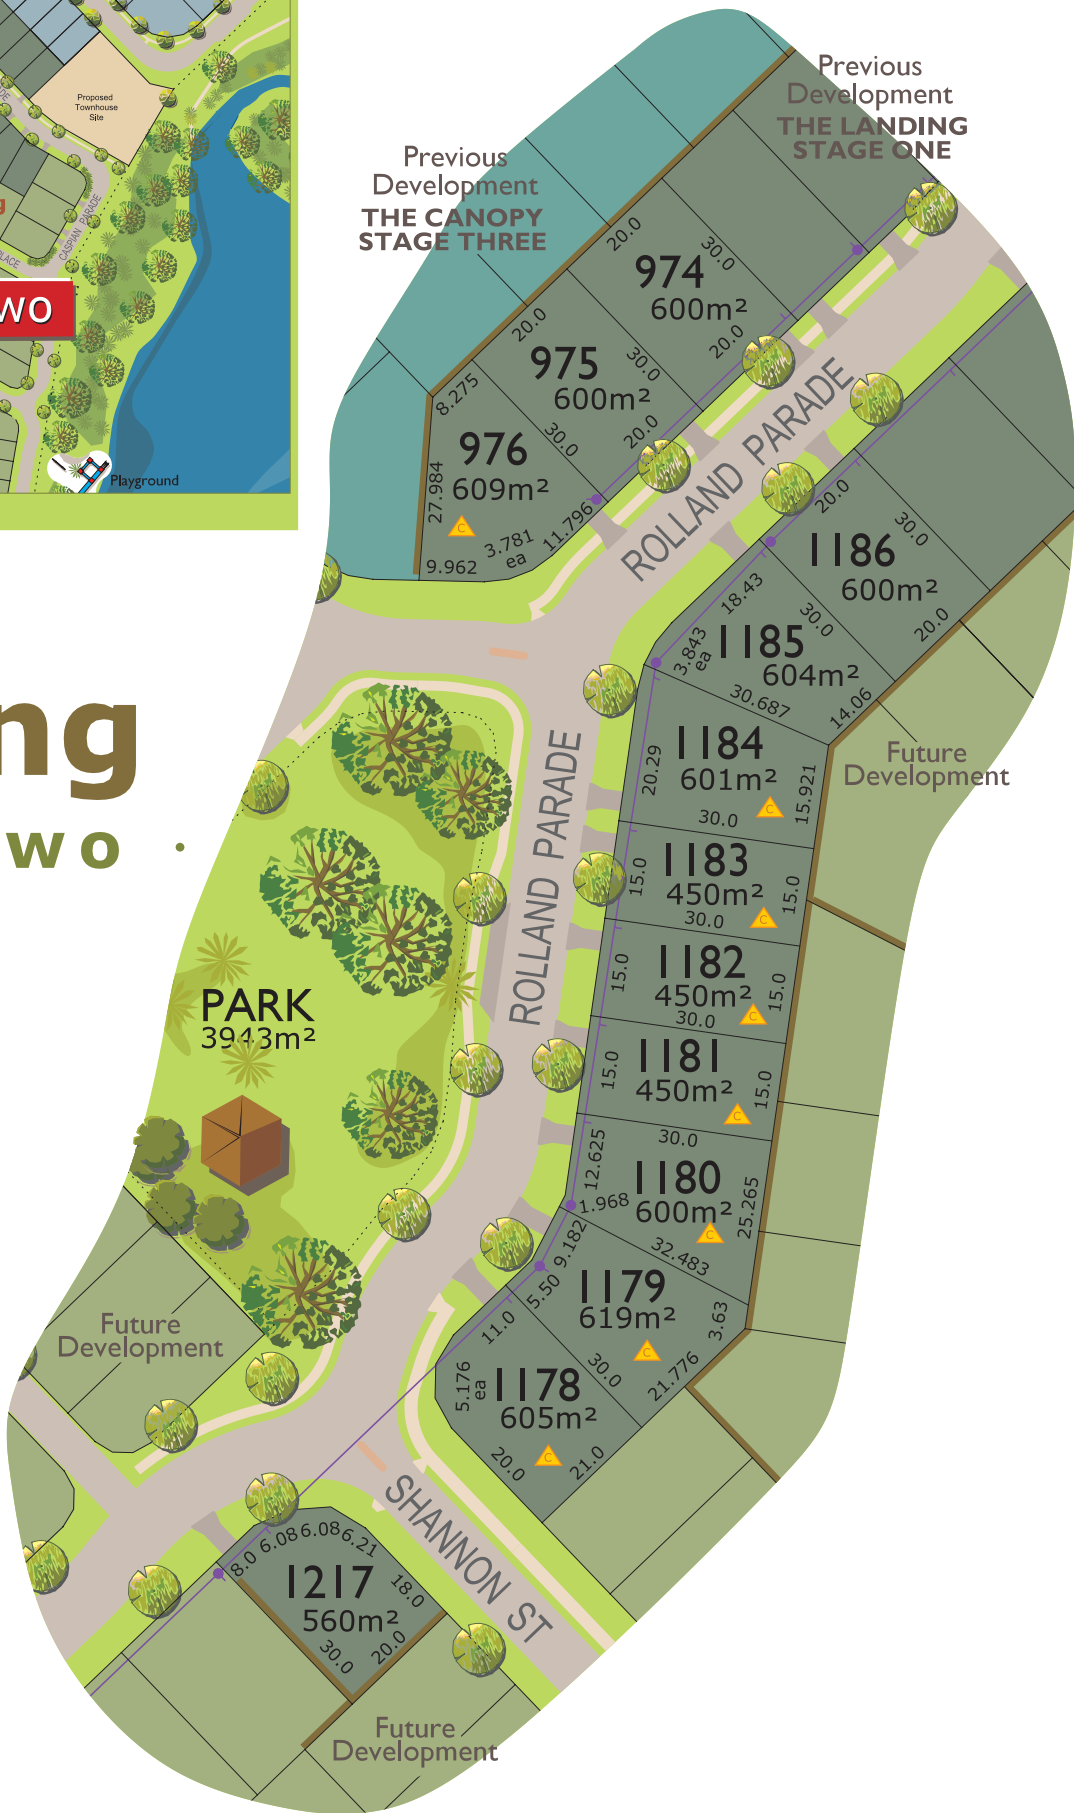 Proposed
Townhouse
Site
CASPIAN PARADE
PLACE
WO
Playground
ng
wo ·
Previous
Development
THE LANDING
STAGE ONE
Previous
Development
THE CANOPY
STAGE THREE
20.0
30.0
974
600m²
20.0
20.0
975
600m²
30.0
20.0
8.275
976
609m²
30.0
27.984
C
9.962
3.781
ea
11.796
ROLLAND PARADE
20.0
30.0
1186
600m²
20.0
18.43
30.0
1185
604m²
3.843
ea
30.687
14.06
Future
Development
1184
601m²
20.29
15.921
C
30.0
ROLLAND PARADE
1183
450m²
15.0
15.0
C
30.0
1182
450m²
15.0
15.0
C
30.0
1181
450m²
15.0
15.0
C
30.0
PARK
3943m²
12.625
1180
600m²
1.968
25.265
C
32.483
9.182
1179
619m²
5.50
3.63
C
11.0
30.0
21.776
5.176
ea
1178
605m²
C
20.0
21.0
Future
Development
SHANNON ST
8.0
6.08
6.08
6.21
1217
560m²
18.0
30.0
20.0
Future
Development